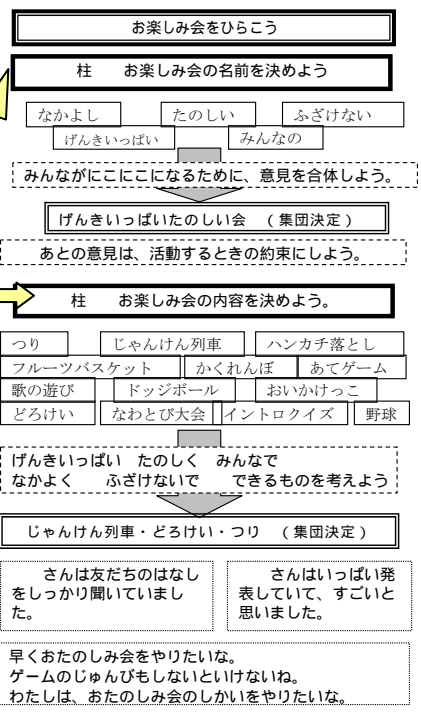 お楽しみ会をひらこう
柱　　お楽しみ会の名前を決めよう
なかよし　たのしい　ふざけない
げんきいっぱい　みんなの
みんながにこにこになるために、意見を合体しよう。
げんきいっぱいたのしい会　（集団決定）
あとの意見は、活動するときの約束にしよう。
柱　　お楽しみ会の内容を決めよう。
つり　じゃんけん列車　ハンカチ落とし
フルーツバスケット　かくれんぼ　あてゲーム
歌の遊び　ドッジボール　おいかけっこ
どろけい　なわとび大会　イントロクイズ　野球
げんきいっぱい　たのしく　みんなで
なかよく　ふざけないで　できるものを考えよう
じゃんけん列車・どろけい・つり　（集団決定）
さんは友だちのはなし
をしっかり聞いていまし
た。
さんはいっぱい発
表していて、すごいと
思いました。
早くおたのしみ会をやりたいな。
ゲームのじゅんびもしないといけないね。
わたしは、おたのしみ会のしかいをやりたいな。